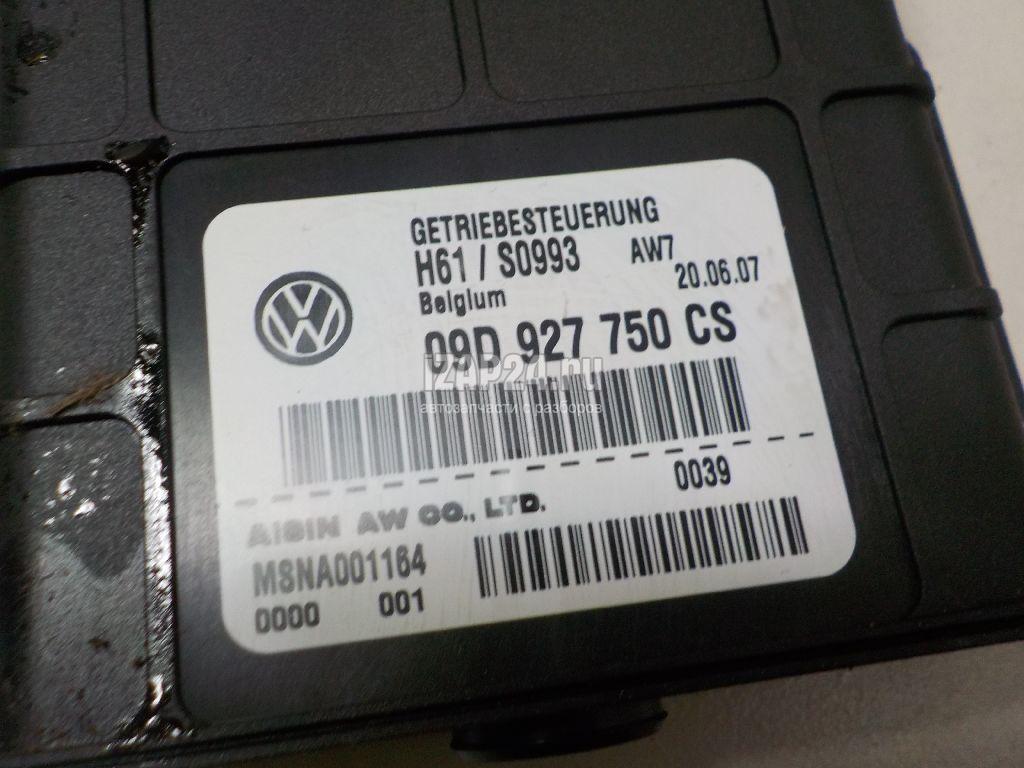 GETRIEBESTEUERUNG
H61 / S0993 AW7
Belgium 20.06.07
09D 927 750 CS
IZAP24.ru
автозапчасти с разборов
0039
AISIN AW CO., LTD.
MSNA001164
0000 001